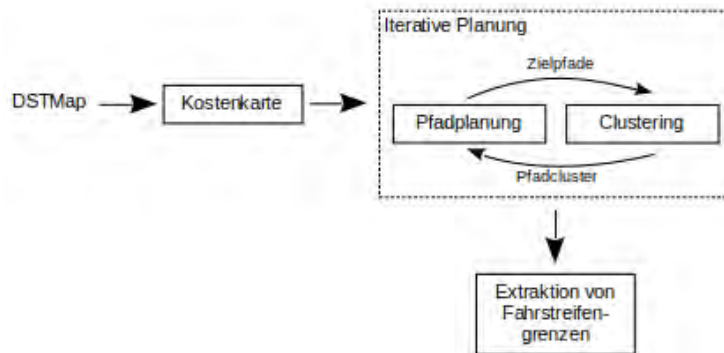 Iterative Planung
Zielpfade
DSTMap
Kostenkarte
Pfadplanung
Clustering
Pfadcluster
Extraktion von
Fahrstreifen-
grenzen